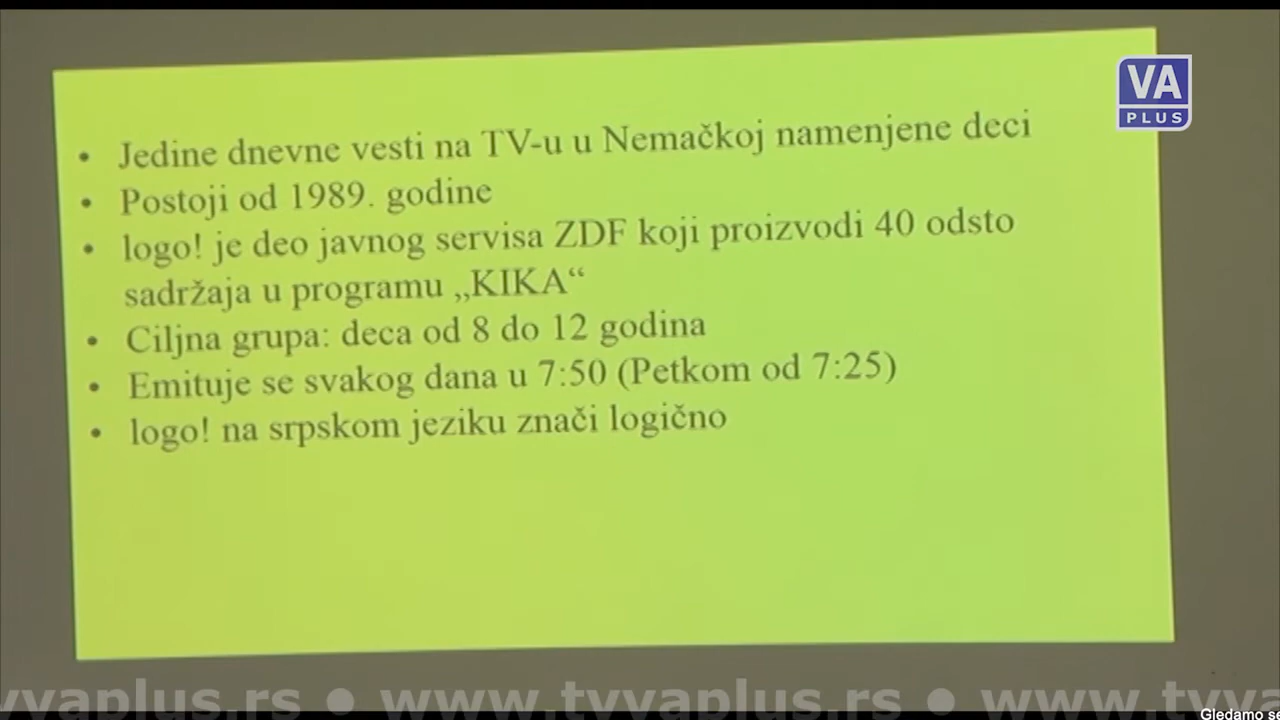 VA
PLUS
• Jedine dnevne vesti na TV-u u Nemačkoj namenjene deci
• Postoji od 1989. godine
• logo! je deo javnog servisa ZDF koji proizvodi 40 odsto
sadržaja u programu „KIKA“
• Ciljna grupa: deca od 8 do 12 godina
• Emituje se svakog dana u 7:50 (Petkom od 7:25)
• logo! na srpskom jeziku znači logično
vvaplus.rs • www.tvvaplus.rs • www.tvva
Gledamo se